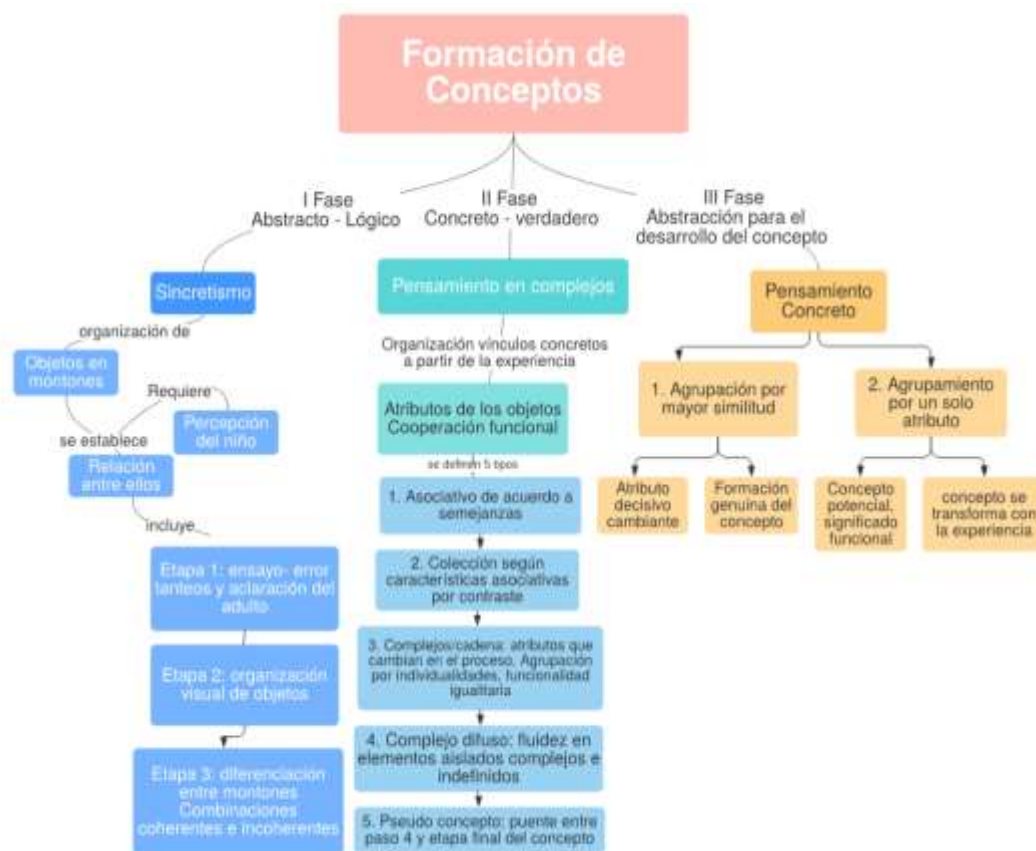 Formación de
Conceptos
I Fase
Abstracto - Lógico
II Fase
Concreto - verdadero
III Fase
Abstracción para el
desarrollo del concepto
Sincretismo
organización de
Objetos en
montones
Requiere
Percepción
del niño
se establece
Relación
entre ellos
incluye
Etapa 1: ensayo- error
tanteos y aclaración del
adulto
Etapa 2: organización
visual de objetos
Etapa 3: diferenciación
entre montones
Combinaciones
coherentes e incoherentes
Pensamiento en complejos
Organización vínculos concretos
a partir de la experiencia
Atributos de los objetos
Cooperación funcional
se definen 5 tipos
1. Asociativo de acuerdo a
semejanzas
2. Colección según
características asociativas
por contraste
3. Complejos/cadena: atributos que
cambian en el proceso. Agrupación
por individualidades, funcionalidad
igualitaria
4. Complejo difuso: fluidez en
elementos aislados complejos e
indefinidos
5. Pseudo concepto: puente entre
paso 4 y etapa final del concepto
Pensamiento
Concreto
1. Agrupación por
mayor similitud
2. Agrupamiento
por un solo
atributo
Atributo
decisivo
cambiante
Formación
genuina del
concepto
Concepto
potencial,
significado
funcional
concepto se
transforma con
la experiencia